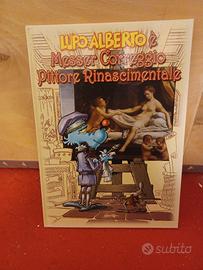 LUPO ALBERTO è
Messer Correggio
Pittore Rinascimentale
subito